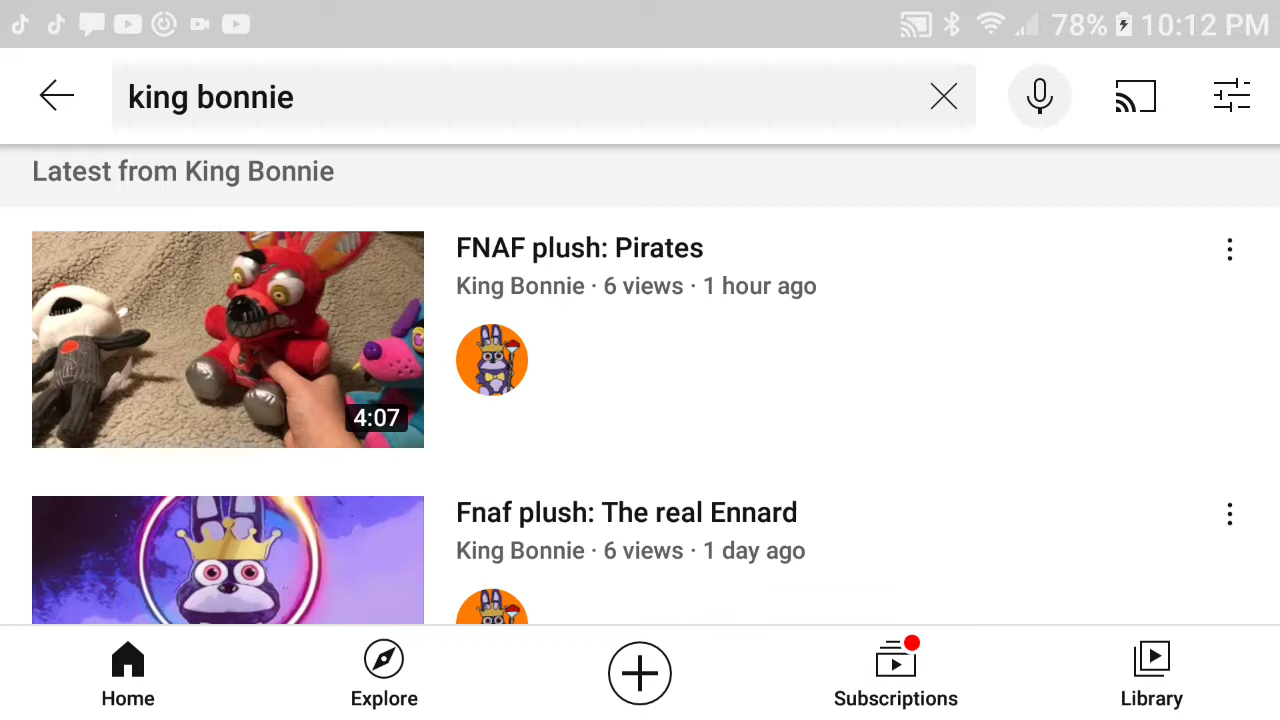 78% 10:12 PM
king bonnie
Latest from King Bonnie
FNAF plush: Pirates
King Bonnie · 6 views · 1 hour ago
4:07
Fnaf plush: The real Ennard
King Bonnie · 6 views · 1 day ago
Home
Explore
Subscriptions
Library